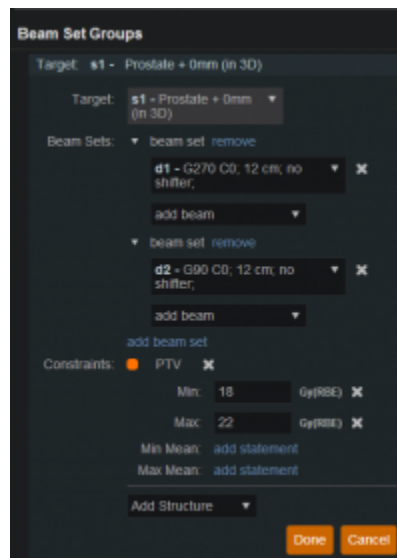 Beam Set Groups
Target: s1 - Prostate + 0mm (in 3D)
Target: s1 - Prostate + 0mm (in 3D)
Beam Sets: beam set remove
d1 - G270 C0; 12 cm; no shifter;
add beam
beam set remove
d2 - G90 C0; 12 cm; no shifter;
add beam
add beam set
Constraints: PTV
Min: 18 Gy(RBE)
Max: 22 Gy(RBE)
Min Mean: add statement
Max Mean: add statement
Add Structure
Done Cancel